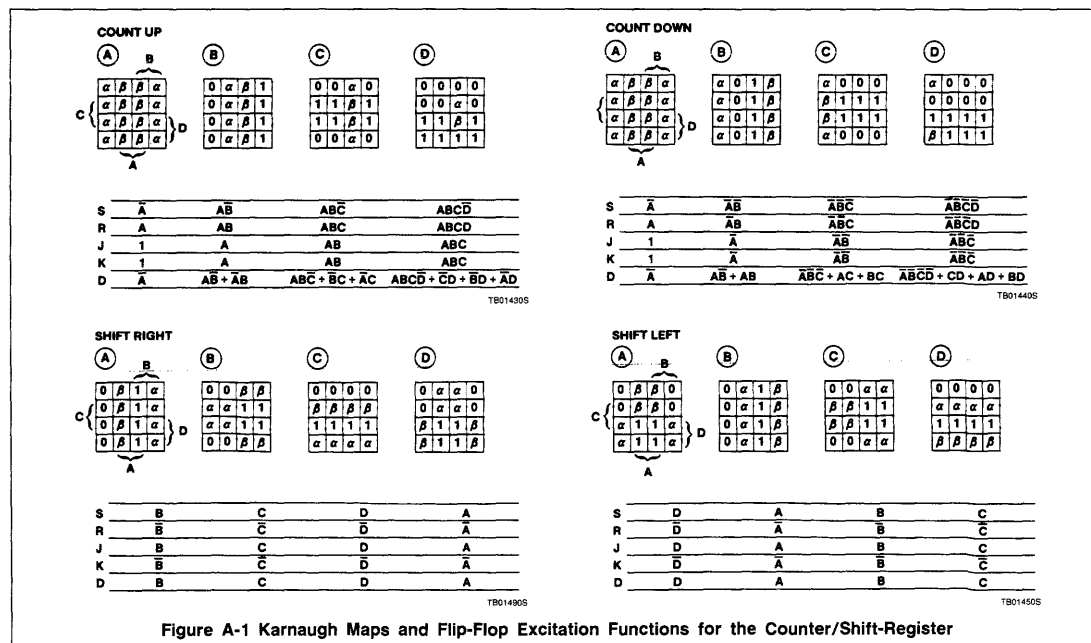 COUNT UP
A B C D
B
α β β α
α β β α
α β β α
α β β α
C
D
A
0 α β 1
0 α β 1
0 α β 1
0 α β 1
0 0 α 0
1 1 β 1
1 1 β 1
0 0 α 0
0 0 0 0
0 0 α 0
1 1 β 1
1 1 1 1
S Ā AB̄ ABC̄ ABCD̄
R A AB ABC ABCD
J 1 A AB ABC
K 1 A AB ABC
D Ā AB̄ + ĀB ABC̄ + B̄C + ĀC ABCD̄ + C̄D + B̄D + ĀD
TB01430S
COUNT DOWN
A B C D
B
α β β α
α β β α
α β β α
α β β α
C
D
A
α 0 1 β
α 0 1 β
α 0 1 β
α 0 1 β
α 0 0 0
β 1 1 1
β 1 1 1
α 0 0 0
α 0 0 0
0 0 0 0
1 1 1 1
β 1 1 1
S Ā ĀB̄ ĀB̄C̄ ĀB̄C̄D̄
R A ĀB ĀB̄C ĀB̄C̄D
J 1 Ā ĀB̄ ĀB̄C̄
K 1 Ā ĀB̄ ĀB̄C̄
D Ā ĀB̄ + AB ĀB̄C̄ + AC + BC ĀB̄C̄D̄ + CD + AD + BD
TB01440S
SHIFT RIGHT
A B C D
B
0 β 1 α
0 β 1 α
0 β 1 α
0 β 1 α
C
D
A
0 0 β β
α α 1 1
α α 1 1
0 0 β β
0 0 0 0
β β β β
1 1 1 1
α α α α
0 α α 0
0 α α 0
β 1 1 β
β 1 1 β
S B C D A
R B̄ C̄ D̄ Ā
J B C D A
K B̄ C̄ D̄ Ā
D B C D A
TB01490S
SHIFT LEFT
A B C D
B
0 β β 0
0 β β 0
α 1 1 α
α 1 1 α
C
D
A
0 α 1 β
0 α 1 β
0 α 1 β
0 α 1 β
0 0 α α
β β 1 1
β β 1 1
0 0 α α
0 0 0 0
α α α α
1 1 1 1
β β β β
S D A B C
R D̄ Ā B̄ C̄
J D A B C
K D̄ Ā B̄ C̄
D D A B C
TB01450S
Figure A-1 Karnaugh Maps and Flip-Flop Excitation Functions for the Counter/Shift-Register